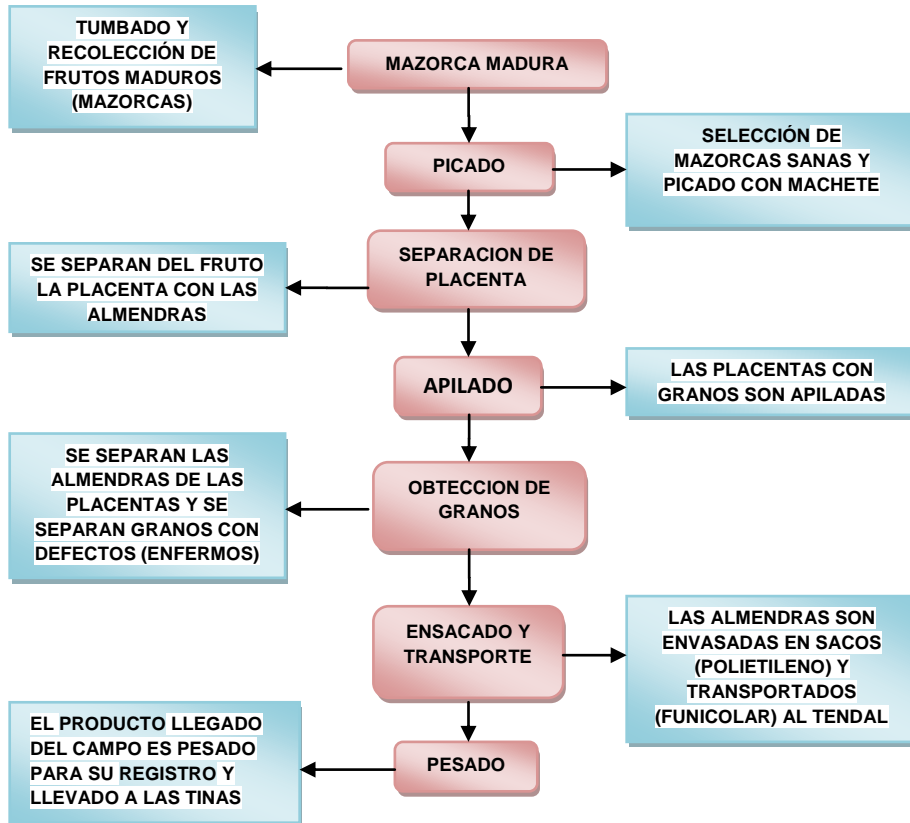 TUMBADO Y
RECOLECCIÓN DE
FRUTOS MADUROS
(MAZORCAS)
MAZORCA MADURA
PICADO
SELECCIÓN DE
MAZORCAS SANAS Y
PICADO CON MACHETE
SEPARACION DE
PLACENTA
SE SEPARAN DEL FRUTO
LA PLACENTA CON LAS
ALMENDRAS
APILADO
LAS PLACENTAS CON
GRANOS SON APILADAS
SE SEPARAN LAS
ALMENDRAS DE LAS
PLACENTAS Y SE
SEPARAN GRANOS CON
DEFECTOS (ENFERMOS)
OBTECCION DE
GRANOS
ENSACADO Y
TRANSPORTE
LAS ALMENDRAS SON
ENVASADAS EN SACOS
(POLIETILENO) Y
TRANSPORTADOS
(FUNICOLAR) AL TENDAL
EL PRODUCTO LLEGADO
DEL CAMPO ES PESADO
PARA SU REGISTRO Y
LLEVADO A LAS TINAS
PESADO